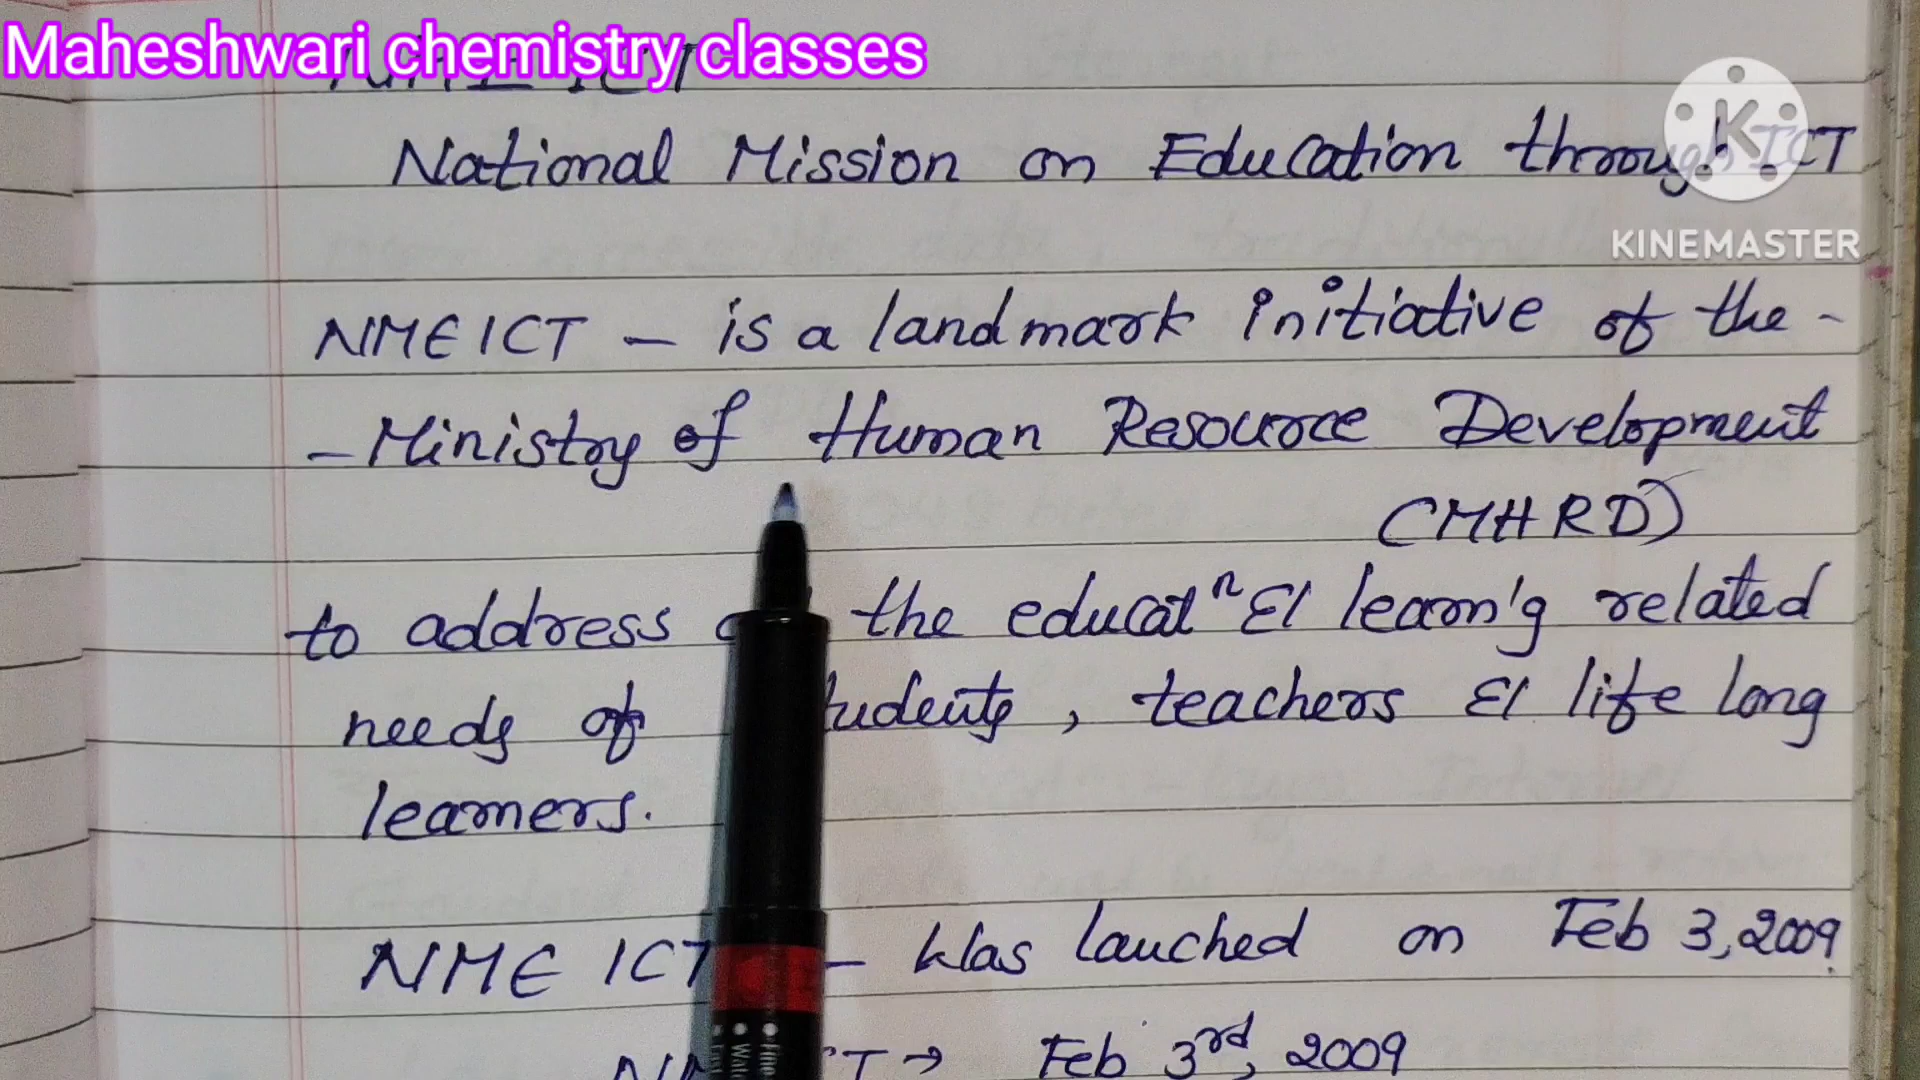 Maheshwari chemistry classes
National Mission on Education through ICT
KINEMASTER
NMEICT - is a landmark initiative of the -
- Ministry of Human Resource Development
(MHRD)
to address the educatⁿ & learn'g related
needs of students, teachers & life long
learners.
NME ICT - Was lauched on Feb 3, 2009.
→ Feb 3rd, 2009